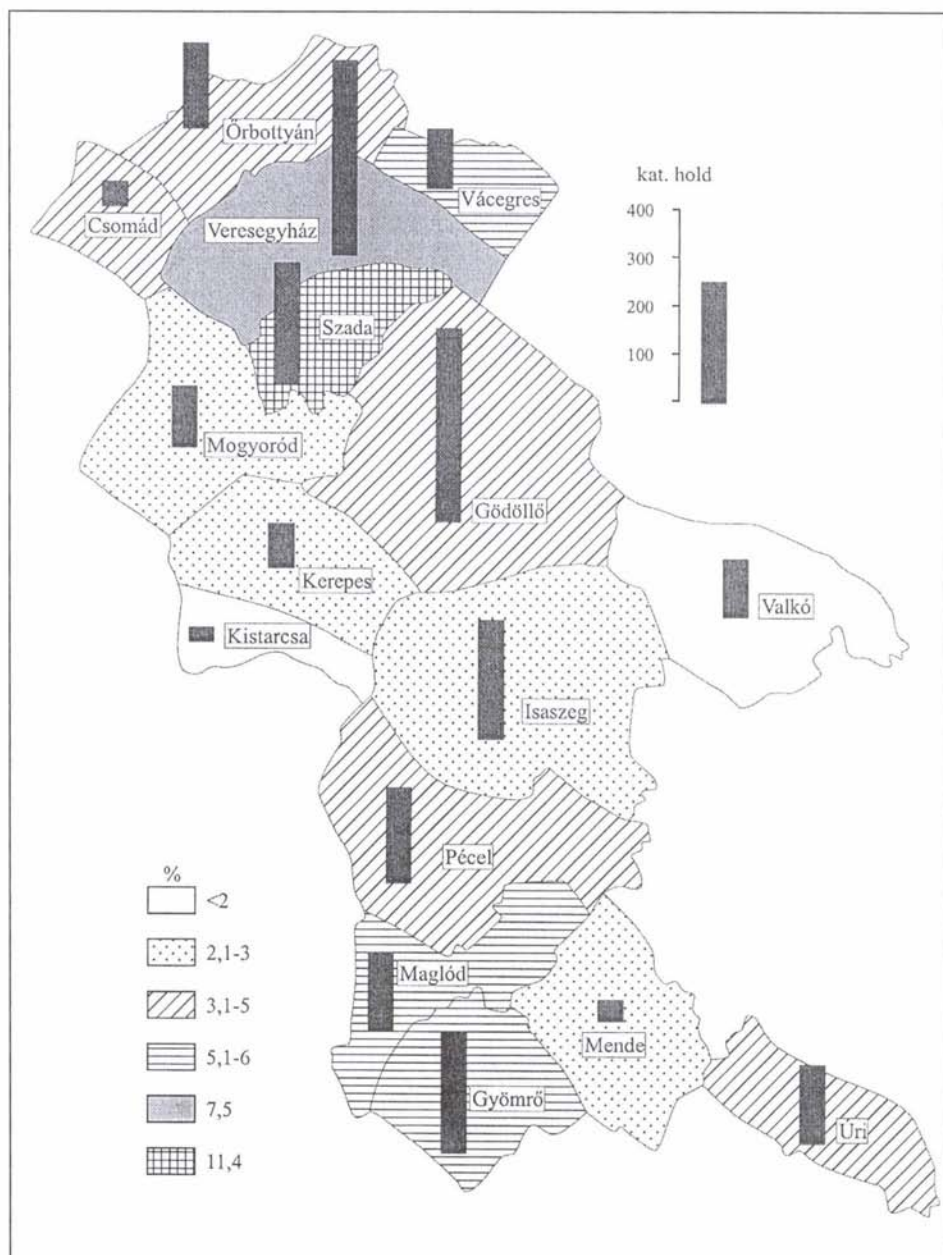 Őrbottyán
Vácegres
Csomád
Veresegyház
kat. hold
400
300
200
100
Szada
Mogyoród
Gödöllő
Kerepes
Valkó
Kistarcsa
Isaszeg
Pécel
Maglód
Mende
Gyömrő
Úri
%
<2
2,1-3
3,1-5
5,1-6
7,5
11,4